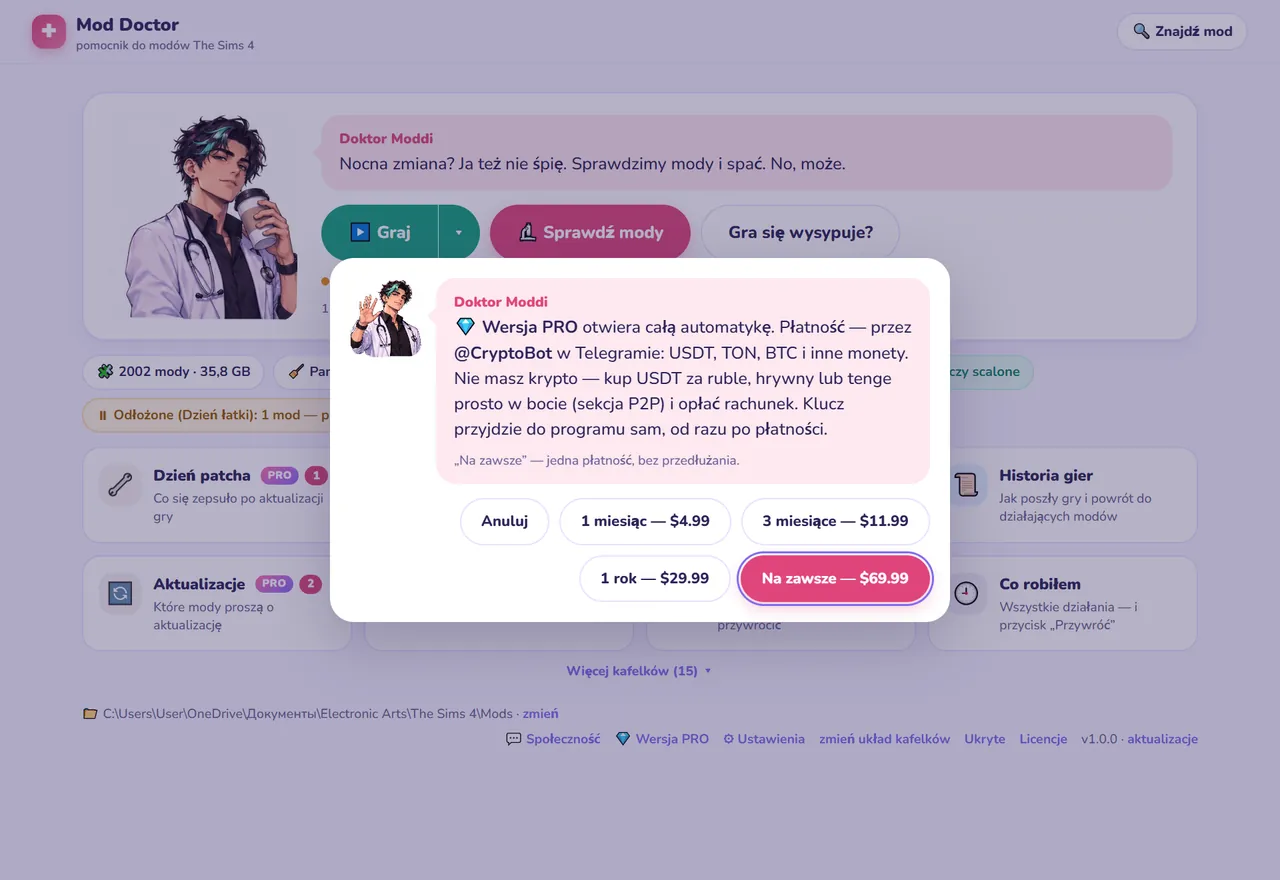 Mod Doctor
pomocnik do modów The Sims 4
🔍 Znajdź mod
Doktor Moddi
Nocna zmiana? Ja też nie śpię. Sprawdzimy mody i spać. No, może.
Graj
Sprawdź mody
Gra się wysypuje?
1
Doktor Moddi
💎 Wersja PRO otwiera całą automatykę. Płatność — przez
@CryptoBot w Telegramie: USDT, TON, BTC i inne monety.
Nie masz krypto — kup USDT za ruble, hrywny lub tenge
prosto w bocie (sekcja P2P) i opłać rachunek. Klucz
przyjdzie do programu sam, od razu po płatności.
„Na zawsze” — jedna płatność, bez przedłużania.
Anuluj
1 miesiąc — $4.99
3 miesiące — $11.99
1 rok — $29.99
Na zawsze — $69.99
2002 mody · 35,8 GB
scalone
Odłożone (Dzień łatki): 1 mod —
Dzień patcha PRO 1
Co się zepsuło po aktualizacji
gry
Historia gier
Jak poszły gry i powrót do
działających modów
Aktualizacje PRO 2
Które mody proszą o
aktualizację
przywrócić
Co robiłem
Wszystkie działania — i
przycisk „Przywróć”
Więcej kafelków (15) ▾
C:\Users\User\OneDrive\Документы\Electronic Arts\The Sims 4\Mods · zmień
💬 Społeczność 💎 Wersja PRO ⚙ Ustawienia zmień układ kafelków Ukryte Licencje v1.0.0 · aktualizacje